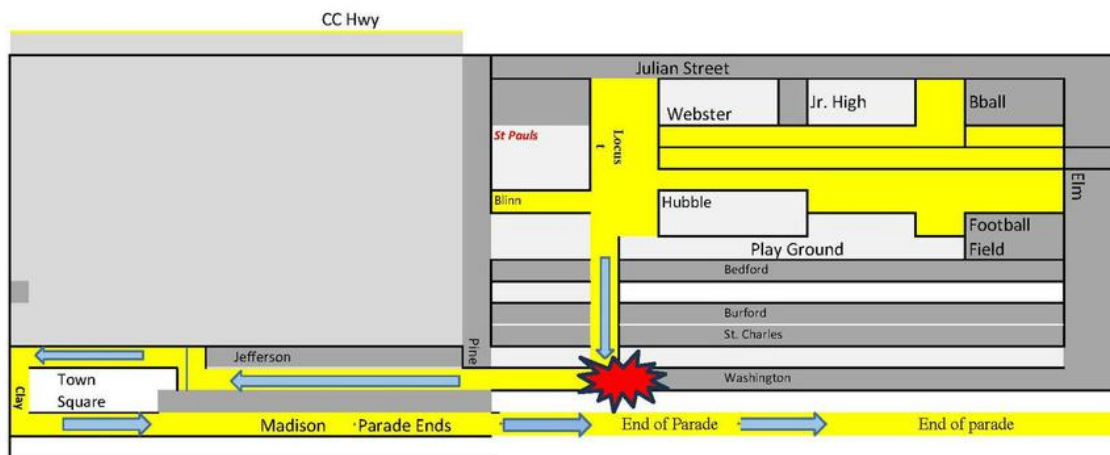 CC Hwy
Julian Street
Webster
Jr. High
Bball
St Pauls
Locus
t
Elm
Blinn
Hubble
Football
Field
Play Ground
Bedford
Burford
St. Charles
Pine
Jefferson
Washington
Town
Square
Clay
Madison
Parade Ends
End of Parade
End of parade